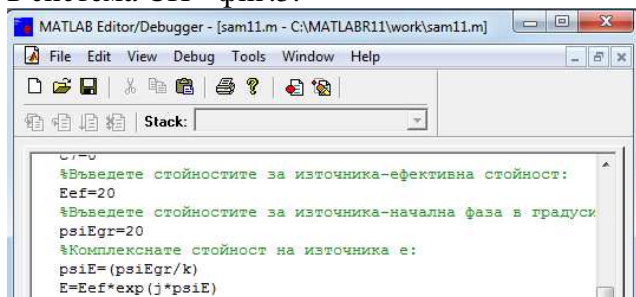 MATLAB Editor/Debugger - [sam11.m - C:\MATLABR11\work\sam11.m]
File Edit View Debug Tools Window Help
Stack:
%Въведете стойностите за източника-ефективна стойност:
Eef=20
%Въведете стойностите за източника-начална фаза в градуси
psiEgr=20
%Комплекснате стойност на източника е:
psiE=(psiEgr/k)
E=Eef*exp(j*psiE)